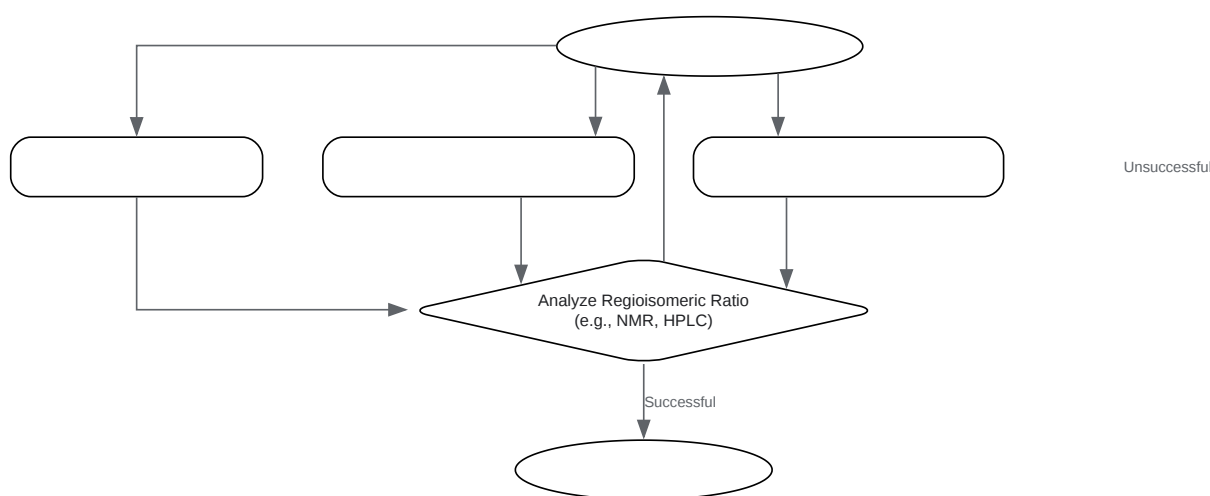 Unsuccessful
Analyze Regioisomeric Ratio
(e.g., NMR, HPLC)
Successful